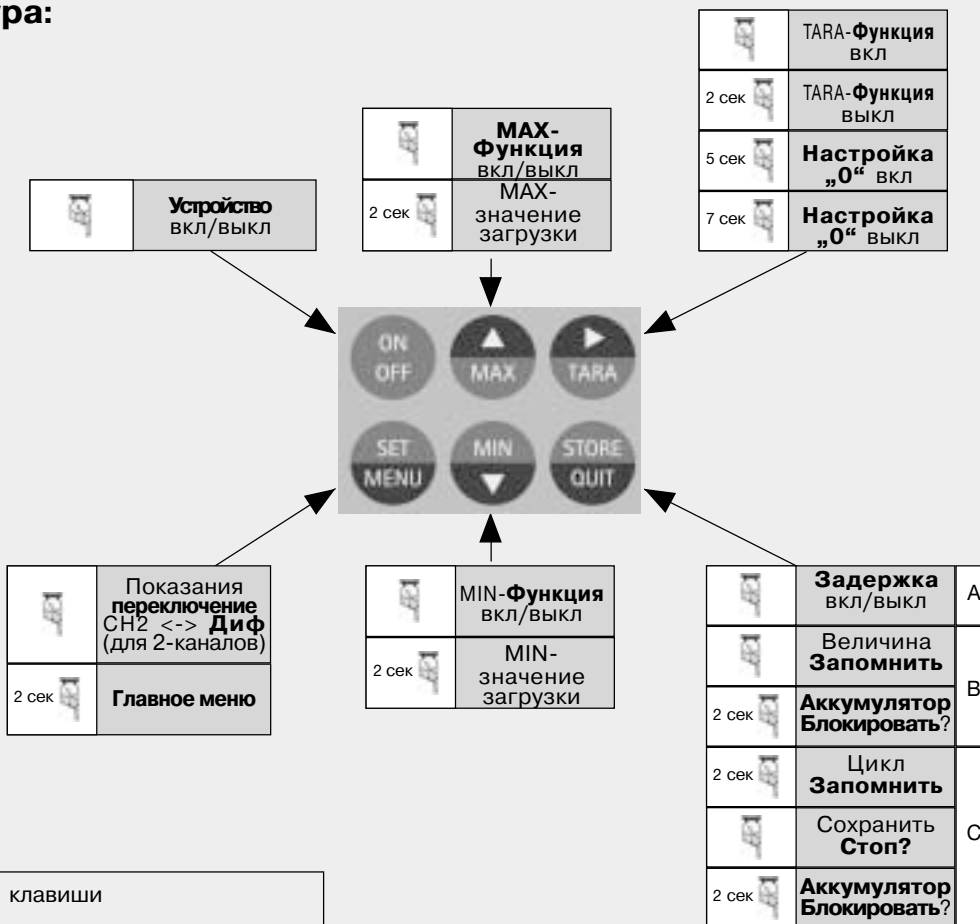 ура:
TARA-Функция
вкл
2 сек
TARA-Функция
выкл
5 сек
Настройка
„0“ вкл
7 сек
Настройка
„0“ выкл
MAX-
Функция
вкл/выкл
2 сек
MAX-
значение
загрузки
Устройство
вкл/выкл
ON
OFF
MAX
TARA
SET
MENU
MIN
STORE
QUIT
Показания
переключение
CH2 <-> Диф
(для 2-каналов)
2 сек
Главное меню
MIN-Функция
вкл/выкл
2 сек
MIN-
значение
загрузки
Задержка
вкл/выкл
A
Величина
Запомнить
B
2 сек
Аккумулятор
Блокировать?
2 сек
Цикл
Запомнить
Сохранить
Стоп?
C
2 сек
Аккумулятор
Блокировать?
клавиши